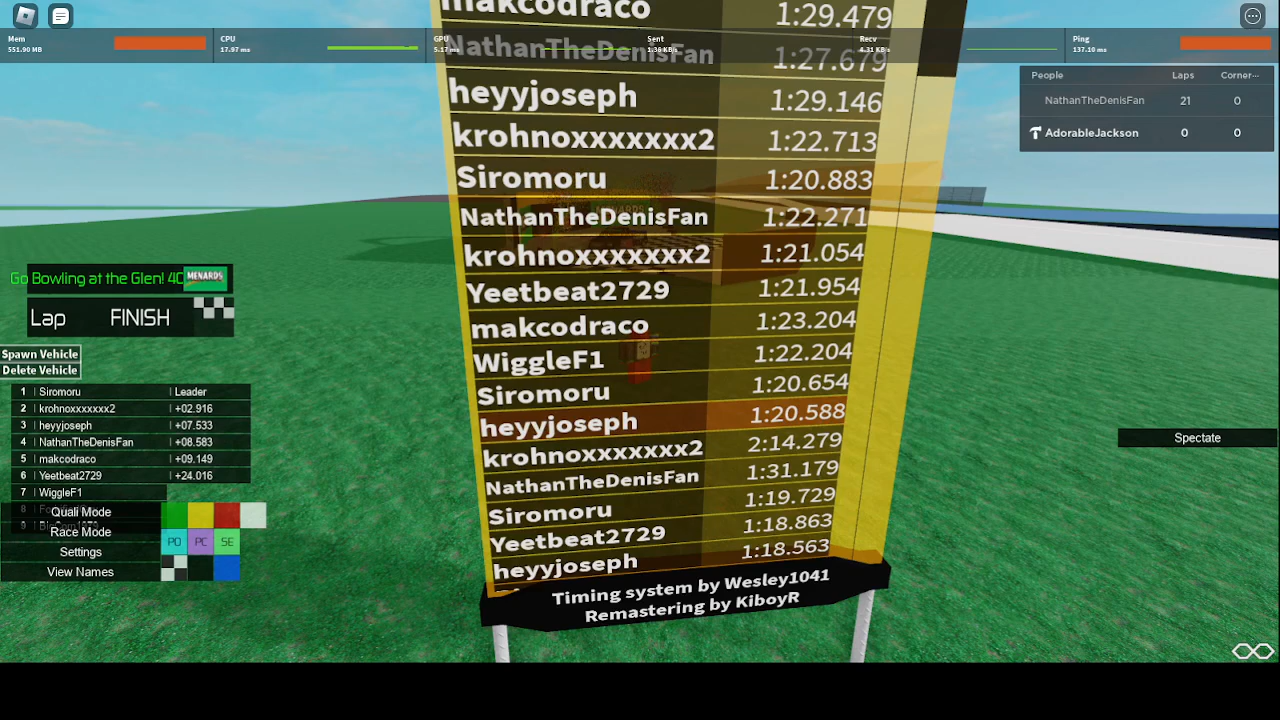 Mem
551.90 MB
CPU
17.97 ms
GPU
5.17 ms
Sent
1.36 KB/s
Recv
4.31 KB/s
Ping
137.10 ms
makcodraco 1:29.479
NathanTheDenisFan 1:27.679
heyyjoseph 1:29.146
krohnoxxxxxxx2 1:22.713
Siromoru 1:20.883
NathanTheDenisFan 1:22.271
krohnoxxxxxxx2 1:21.054
Yeetbeat2729 1:21.954
makcodraco 1:23.204
WiggleF1 1:22.204
Siromoru 1:20.654
heyyjoseph 1:20.588
krohnoxxxxxxx2 2:14.279
NathanTheDenisFan 1:31.179
Siromoru 1:19.729
Yeetbeat2729 1:18.863
heyyjoseph 1:18.563
Timing system by Wesley1041
Remastering by KiboyR
People Laps Corner...
NathanTheDenisFan 21 0
AdorableJackson 0 0
Go Bowling at the Glen! 40
MENARDS
Lap FINISH
Spawn Vehicle
Delete Vehicle
1 Siromoru Leader
2 krohnoxxxxxxx2 +02.916
3 heyyjoseph +07.533
4 NathanTheDenisFan +08.583
5 makcodraco +09.149
6 Yeetbeat2729 +24.016
7 WiggleF1
8
9
Quali Mode
Race Mode
Settings
View Names
PO PC SE
Spectate